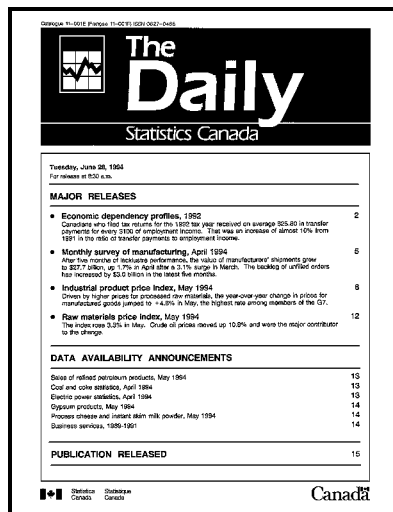 Catalogue 11-001E (Français 11-001F) ISSN 0827-0465
The
Daily
Statistics Canada
Tuesday, June 28, 1994
For release at 8:30 a.m.
MAJOR RELEASES
• Economic dependency profiles, 1992 2
Canadians who filed tax returns for the 1992 tax year received on average $25.80 in transfer
payments for every $100 of employment income. That was an increase of almost 10% from
1991 in the ratio of transfer payments to employment income.
• Monthly survey of manufacturing, April 1994 5
After five months of lacklustre performance, the value of manufacturers' shipments grew
to $27.7 billion, up 1.7% in April after a 3.1% surge in March. The backlog of unfilled orders
has increased by $3.0 billion in the latest five months.
• Industrial product price index, May 1994 8
Driven by higher prices for processed raw materials, the year-over-year change in prices for
manufactured goods jumped to +4.8% in May, the highest rate among members of the G7.
• Raw materials price index, May 1994 12
The index rose 3.3% in May. Crude oil prices moved up 10.8% and were the major contributor
to the change.
DATA AVAILABILITY ANNOUNCEMENTS
Sales of refined petroleum products, May 1994 13
Coal and coke statistics, April 1994 13
Electric power statistics, April 1994 13
Gypsum products, May 1994 14
Process cheese and instant skim milk powder, May 1994 14
Business services, 1989-1991 14
PUBLICATION RELEASED 15
Statistics Statistique
Canada Canada
Canada